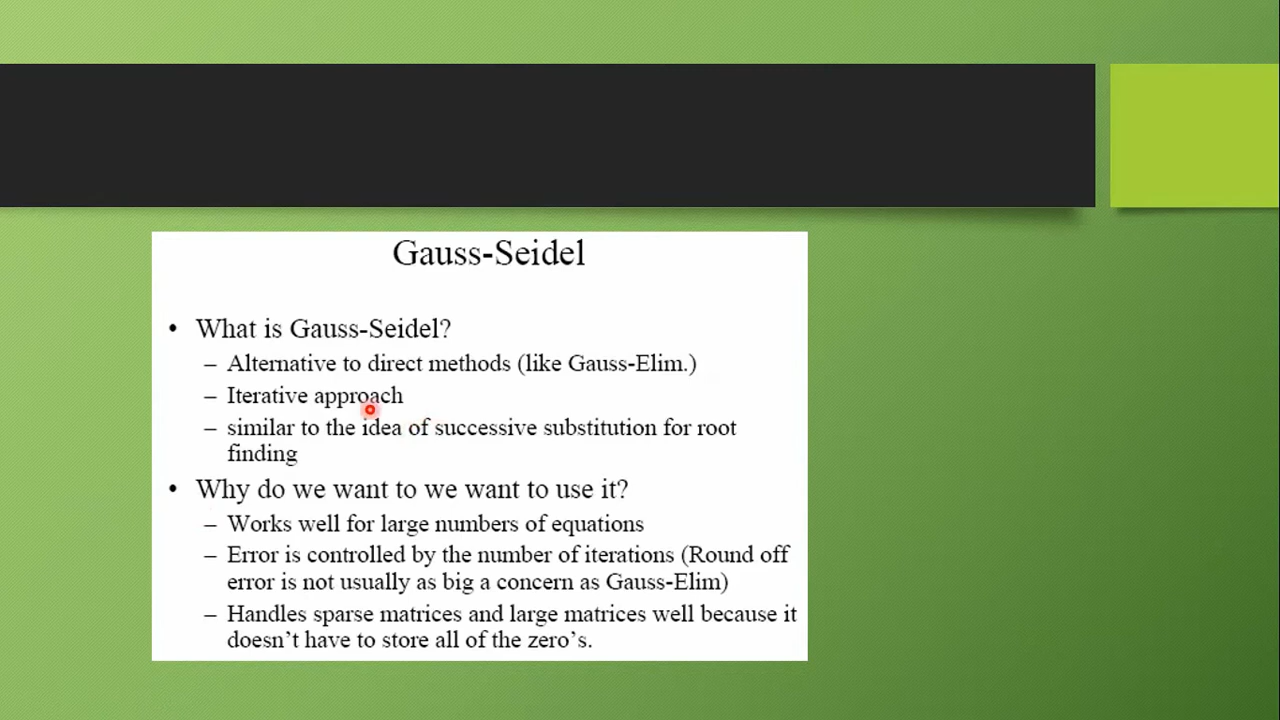 Gauss-Seidel
• What is Gauss-Seidel?
– Alternative to direct methods (like Gauss-Elim.)
– Iterative approach
– similar to the idea of successive substitution for root
finding
• Why do we want to we want to use it?
– Works well for large numbers of equations
– Error is controlled by the number of iterations (Round off
error is not usually as big a concern as Gauss-Elim)
– Handles sparse matrices and large matrices well because it
doesn't have to store all of the zero's.